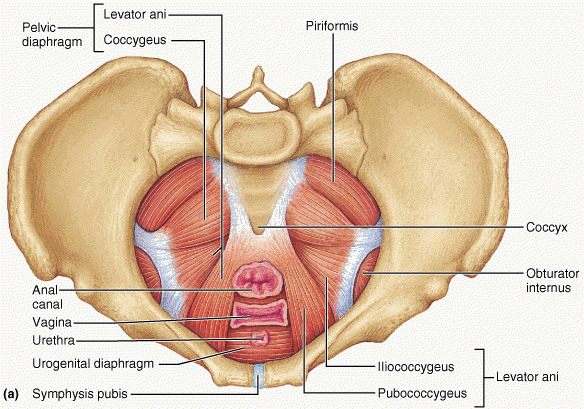 Levator ani
Pelvic
diaphragm
Coccygeus
Piriformis
Coccyx
Obturator
internus
Anal
canal
Vagina
Urethra
Urogenital diaphragm
Iliococcygeus
Levator ani
Pubococcygeus
(a) Symphysis pubis